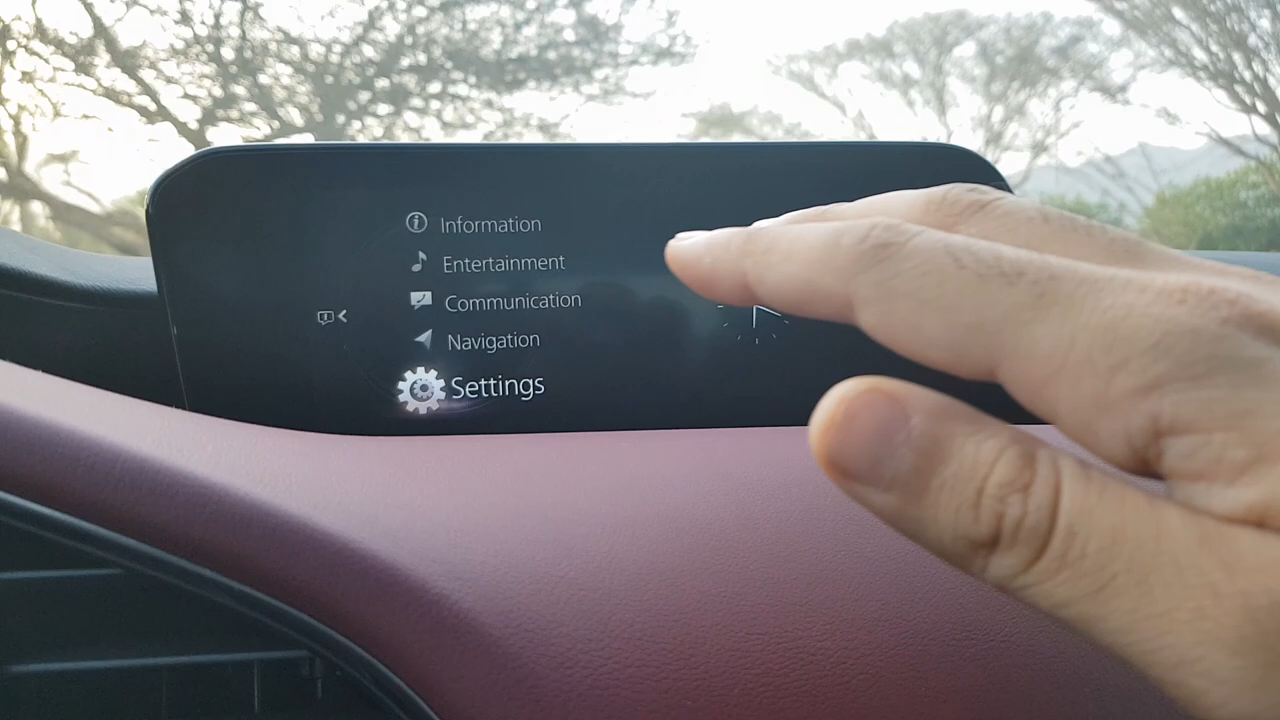 Information
Entertainment
Communication
Navigation
Settings